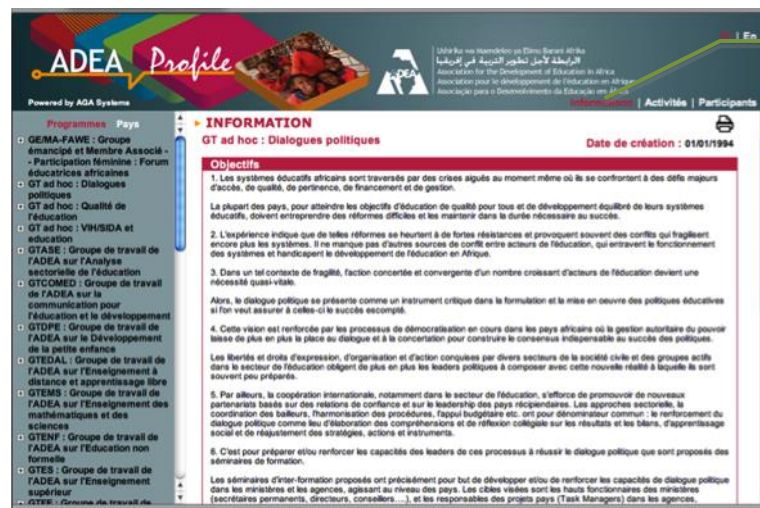 ADEA Profile
Powered by AGA Systems
Ushirika wa Maendeleo ya Elimu Barani Afrika
الرابطة لأجل تطوير التربية في إفريقيا
Association for the Development of Education in Africa
Association pour le développement de l'éducation en Afrique
Associação para o Desenvolvimento da Educação em África
ADEA
| En
Informations | Activités | Participants
Programmes Pays
GE/MA-FAWE : Groupe
émancipé et Membre Associé -
- Participation féminine : Forum
éducatrices africaines
GT ad hoc : Dialogues
politiques
GT ad hoc : Qualité de
l'éducation
GT ad hoc : VIH/SIDA et
education
GTASE : Groupe de travail de
l'ADEA sur l'Analyse
sectorielle de l'éducation
GTCOMED : Groupe de travail
de l'ADEA sur la
communication pour
l'éducation et le développement
GTDPE : Groupe de travail de
l'ADEA sur le Développement
de la petite enfance
GTEDAL : Groupe de travail de
l'ADEA sur l'Enseignement à
distance et apprentissage libre
GTEMS : Groupe de travail de
l'ADEA sur l'Enseignement des
mathématiques et des
sciences
GTENF : Groupe de travail de
l'ADEA sur l'Education non
formelle
GTES : Groupe de travail de
l'ADEA sur l'Enseignement
supérieur
GTFE : Groupe de travail de
INFORMATION
GT ad hoc : Dialogues politiques
Date de création : 01/01/1994
Objectifs
1. Les systèmes éducatifs africains sont traversés par des crises aiguës au moment même où ils se confrontent à des défis majeurs
d'accès, de qualité, de pertinence, de financement et de gestion.
La plupart des pays, pour atteindre les objectifs d'éducation de qualité pour tous et de développement équilibré de leurs systèmes
éducatifs, doivent entreprendre des réformes difficiles et les maintenir dans la durée nécessaire au succès.
2. L'expérience indique que de telles réformes se heurtent à de fortes résistances et provoquent souvent des conflits qui fragilisent
encore plus les systèmes. Il ne manque pas d'autres sources de conflit entre acteurs de l'éducation, qui entravent le fonctionnement
des systèmes et handicapent le développement de l'éducation en Afrique.
3. Dans un tel contexte de fragilité, l'action concertée et convergente d'un nombre croissant d'acteurs de l'éducation devient une
nécessité quasi-vitale.
Alors, le dialogue politique se présente comme un instrument critique dans la formulation et la mise en oeuvre des politiques éducatives
si l'on veut assurer à celles-ci le succès escompté.
4. Cette vision est renforcée par les processus de démocratisation en cours dans les pays africains où la gestion autoritaire du pouvoir
laisse de plus en plus la place au dialogue et à la concertation pour construire le consensus indispensable au succès des politiques.
Les libertés et droits d'expression, d'organisation et d'action conquises par divers secteurs de la société civile et des groupes actifs
dans le secteur de l'éducation obligent de plus en plus les leaders politiques à composer avec cette nouvelle réalité à laquelle ils sont
souvent peu préparés.
5. Par ailleurs, la coopération internationale, notamment dans le secteur de l'éducation, s'efforce de promouvoir de nouveaux
partenariats basés sur des relations de confiance et sur le leadership des pays récipiendaires. Les approches sectorielle, la
coordination des bailleurs, l'harmonisation des procédures, l'appui budgétaire etc. ont pour dénominateur commun : le renforcement du
dialogue politique comme lieu d'élaboration des compréhensions et de réflexion collégiale sur les résultats et les bilans, d'apprentissage
social et de réajustement des stratégies, actions et instruments.
6. C'est pour préparer et/ou renforcer les capacités des leaders de ces processus à réussir le dialogue politique que sont proposés des
séminaires de formation.
Les séminaires d'inter-formation proposés ont précisément pour but de développer et/ou de renforcer les capacités de dialogue politique
dans les ministères et les agences, agissant au niveau des pays. Les cibles visées sont les hauts fonctionnaires des ministères
(secrétaires permanents, directeurs, conseillers....), et les responsables des projets pays (Task Managers) dans les agences,